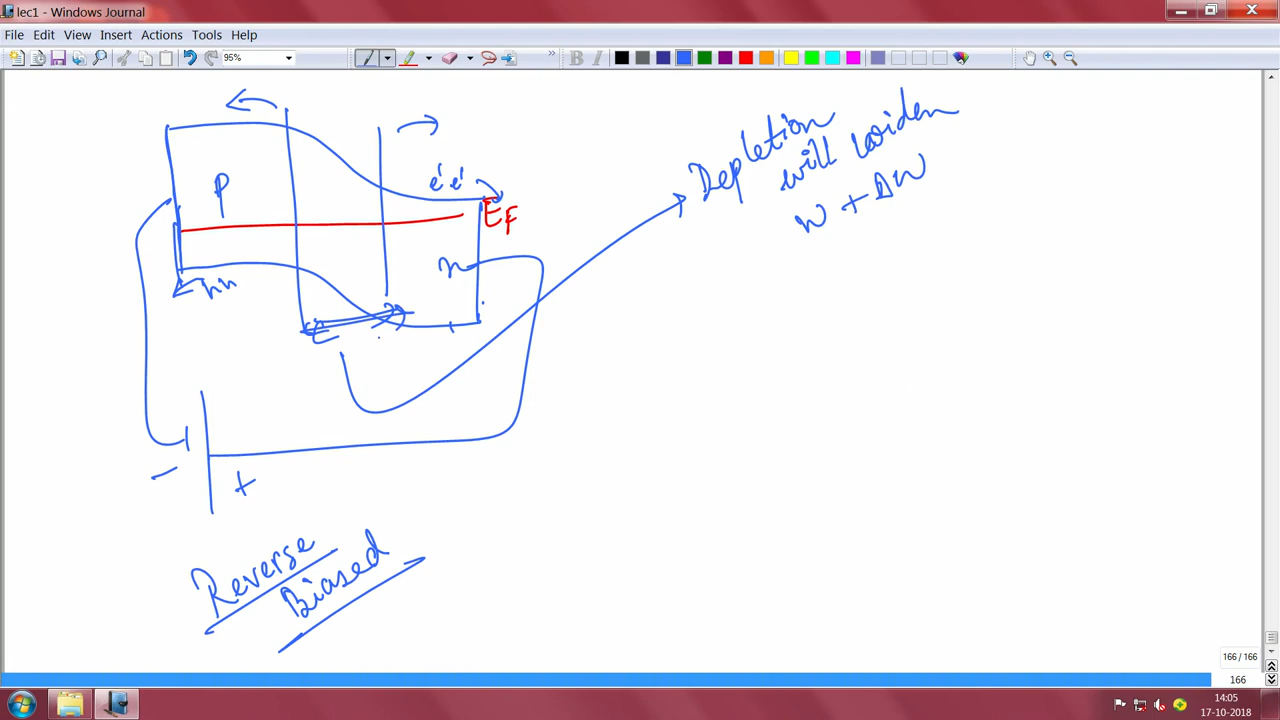 lec1 - Windows Journal
File Edit View Insert Actions Tools Help
95%
B I
P
e's e's
EF
n
h h
Depletion
will widen
W + ΔW
- +
Reverse
Biased
166 / 166
166
14:05
17-10-2018